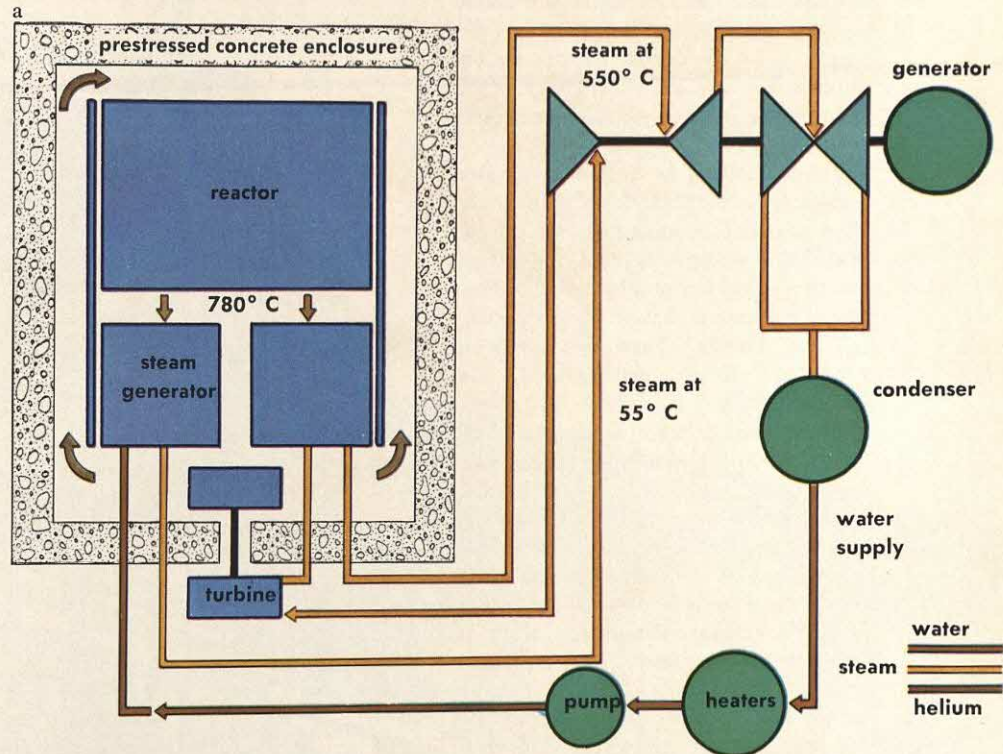 a
prestressed concrete enclosure
steam at
550° C
generator
reactor
780° C
steam
generator
steam at
55° C
condenser
water
supply
turbine
water
steam
helium
pump
heaters